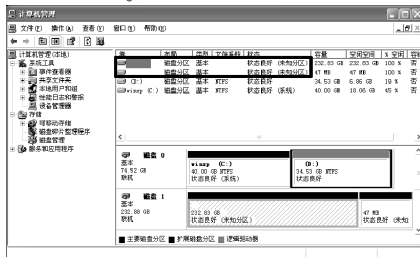 计算机管理
文件(F) 操作(A) 查看(V) 窗口(W) 帮助(H)
计算机管理(本地)
系统工具
事件查看器
共享文件夹
本地用户和组
性能日志和警报
设备管理器
存储
可移动存储
磁盘碎片整理程序
磁盘管理
服务和应用程序
卷 布局 类型 文件系统 状态 容量 空闲空间 % 空闲
磁盘分区 基本 状态良好 (未知分区) 232.83 GB 232.83 GB 100 % 否
磁盘分区 基本 状态良好 (未知分区) 47 MB 47 MB 100 % 否
(D:) 磁盘分区 基本 NTFS 状态良好 34.53 GB 6.86 GB 19 % 否
winxp (C:) 磁盘分区 基本 NTFS 状态良好 (系统) 40.00 GB 18.06 GB 45 % 否
磁盘 0
基本
74.52 GB
联机
winxp (C:)
40.00 GB NTFS
状态良好 (系统)
(D:)
34.53 GB NTFS
状态良好
磁盘 1
基本
232.88 GB
联机
232.83 GB
状态良好 (未知分区)
47 MB
状态良好 (未知
主要磁盘分区 扩展磁盘分区 逻辑驱动器